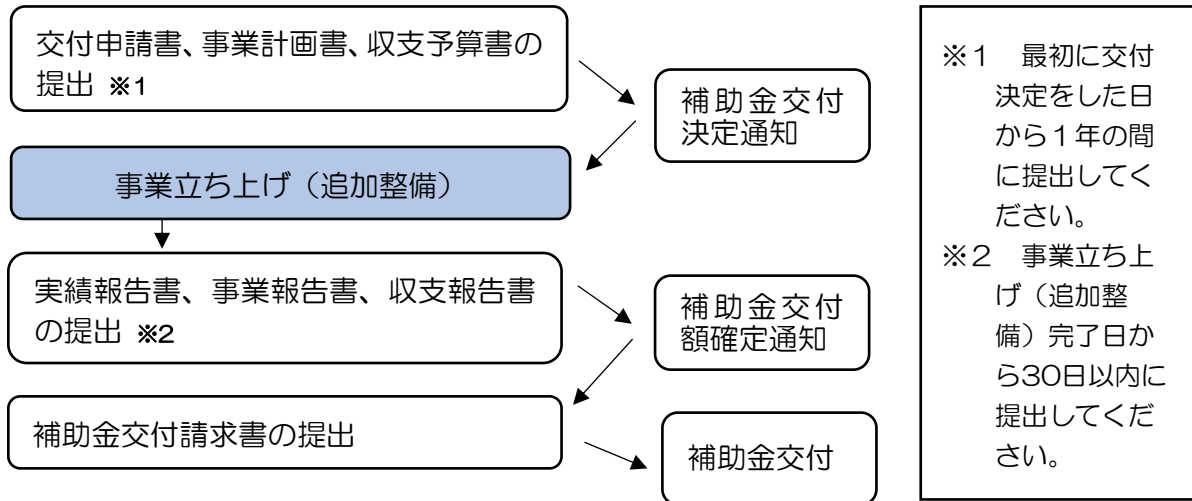 交付申請書、事業計画書、収支予算書の
提出 ※1
補助金交付
決定通知
事業立ち上げ（追加整備）
実績報告書、事業報告書、収支報告書
の提出 ※2
補助金交付
額確定通知
補助金交付請求書の提出
補助金交付
※１　最初に交付
決定をした日
から１年の間
に提出してく
ださい。
※２　事業立ち上
げ（追加整
備）完了日か
ら30日以内に
提出してくだ
さい。